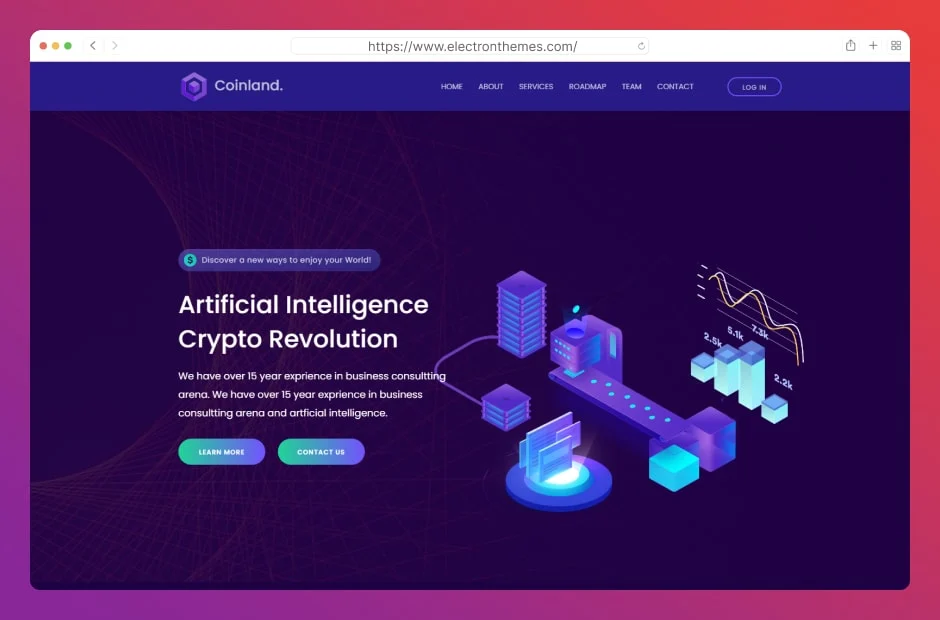 https://www.electronthemes.com/
Coinland.
HOME ABOUT SERVICES ROADMAP TEAM CONTACT LOG IN
$ Discover a new ways to enjoy your World!
Artificial Intelligence
Crypto Revolution
We have over 15 year exprience in business consultting
arena. We have over 15 year exprience in business
consultting arena and artficial intelligence.
LEARN MORE CONTACT US
2.5k 5.1k 7.3k 2.2k